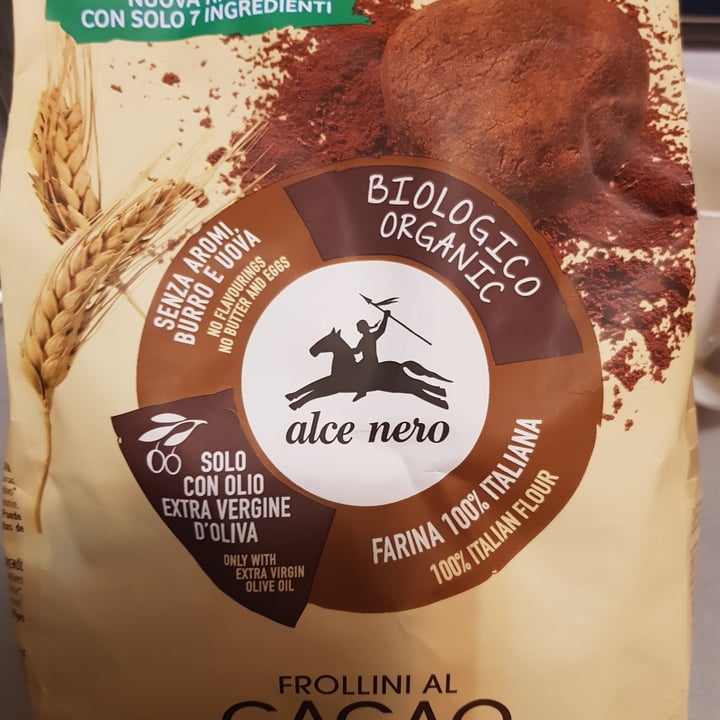 CON SOLO 7 INGREDIENTI
BIOLOGICO
ORGANIC
SENZA AROMI,
BURRO E UOVA
NO FLAVOURINGS
NO BUTTER AND EGGS
alce nero
SOLO
CON OLIO
EXTRA VERGINE
D'OLIVA
ONLY WITH
EXTRA VIRGIN
OLIVE OIL
FARINA 100% ITALIANA
100% ITALIAN FLOUR
FROLLINI AL
CACAO